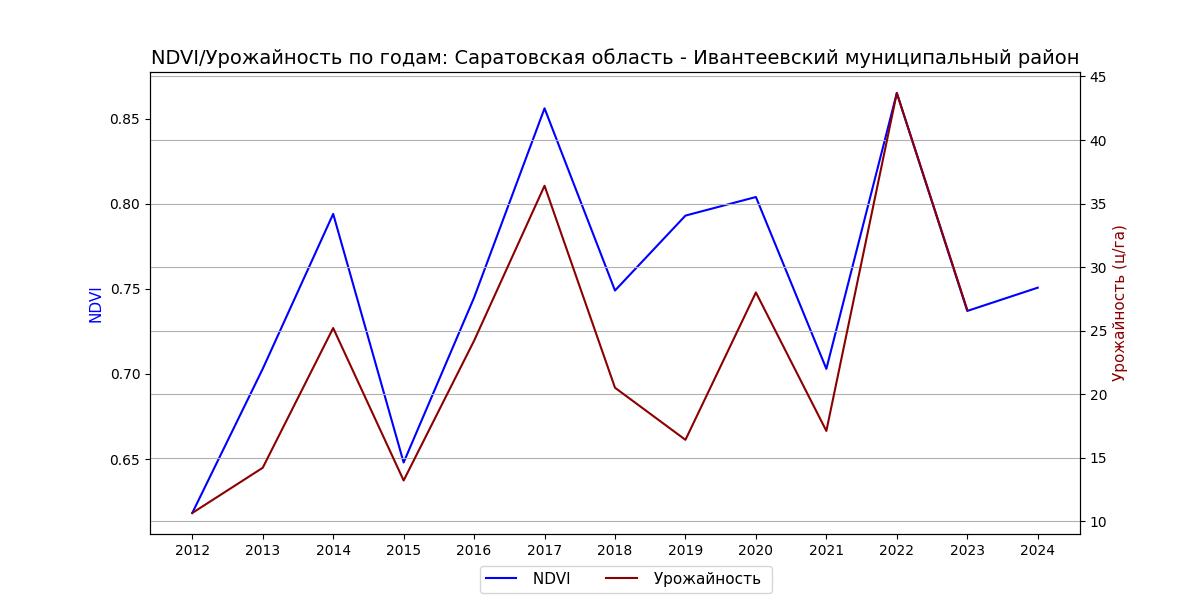 NDVI/Урожайность по годам: Саратовская область - Ивантеевский муниципальный район
0.85
0.80
0.75
0.70
0.65
NDVI
45
40
35
30
25
20
15
10
Урожайность (ц/га)
2012 2013 2014 2015 2016 2017 2018 2019 2020 2021 2022 2023 2024
NDVI Урожайность